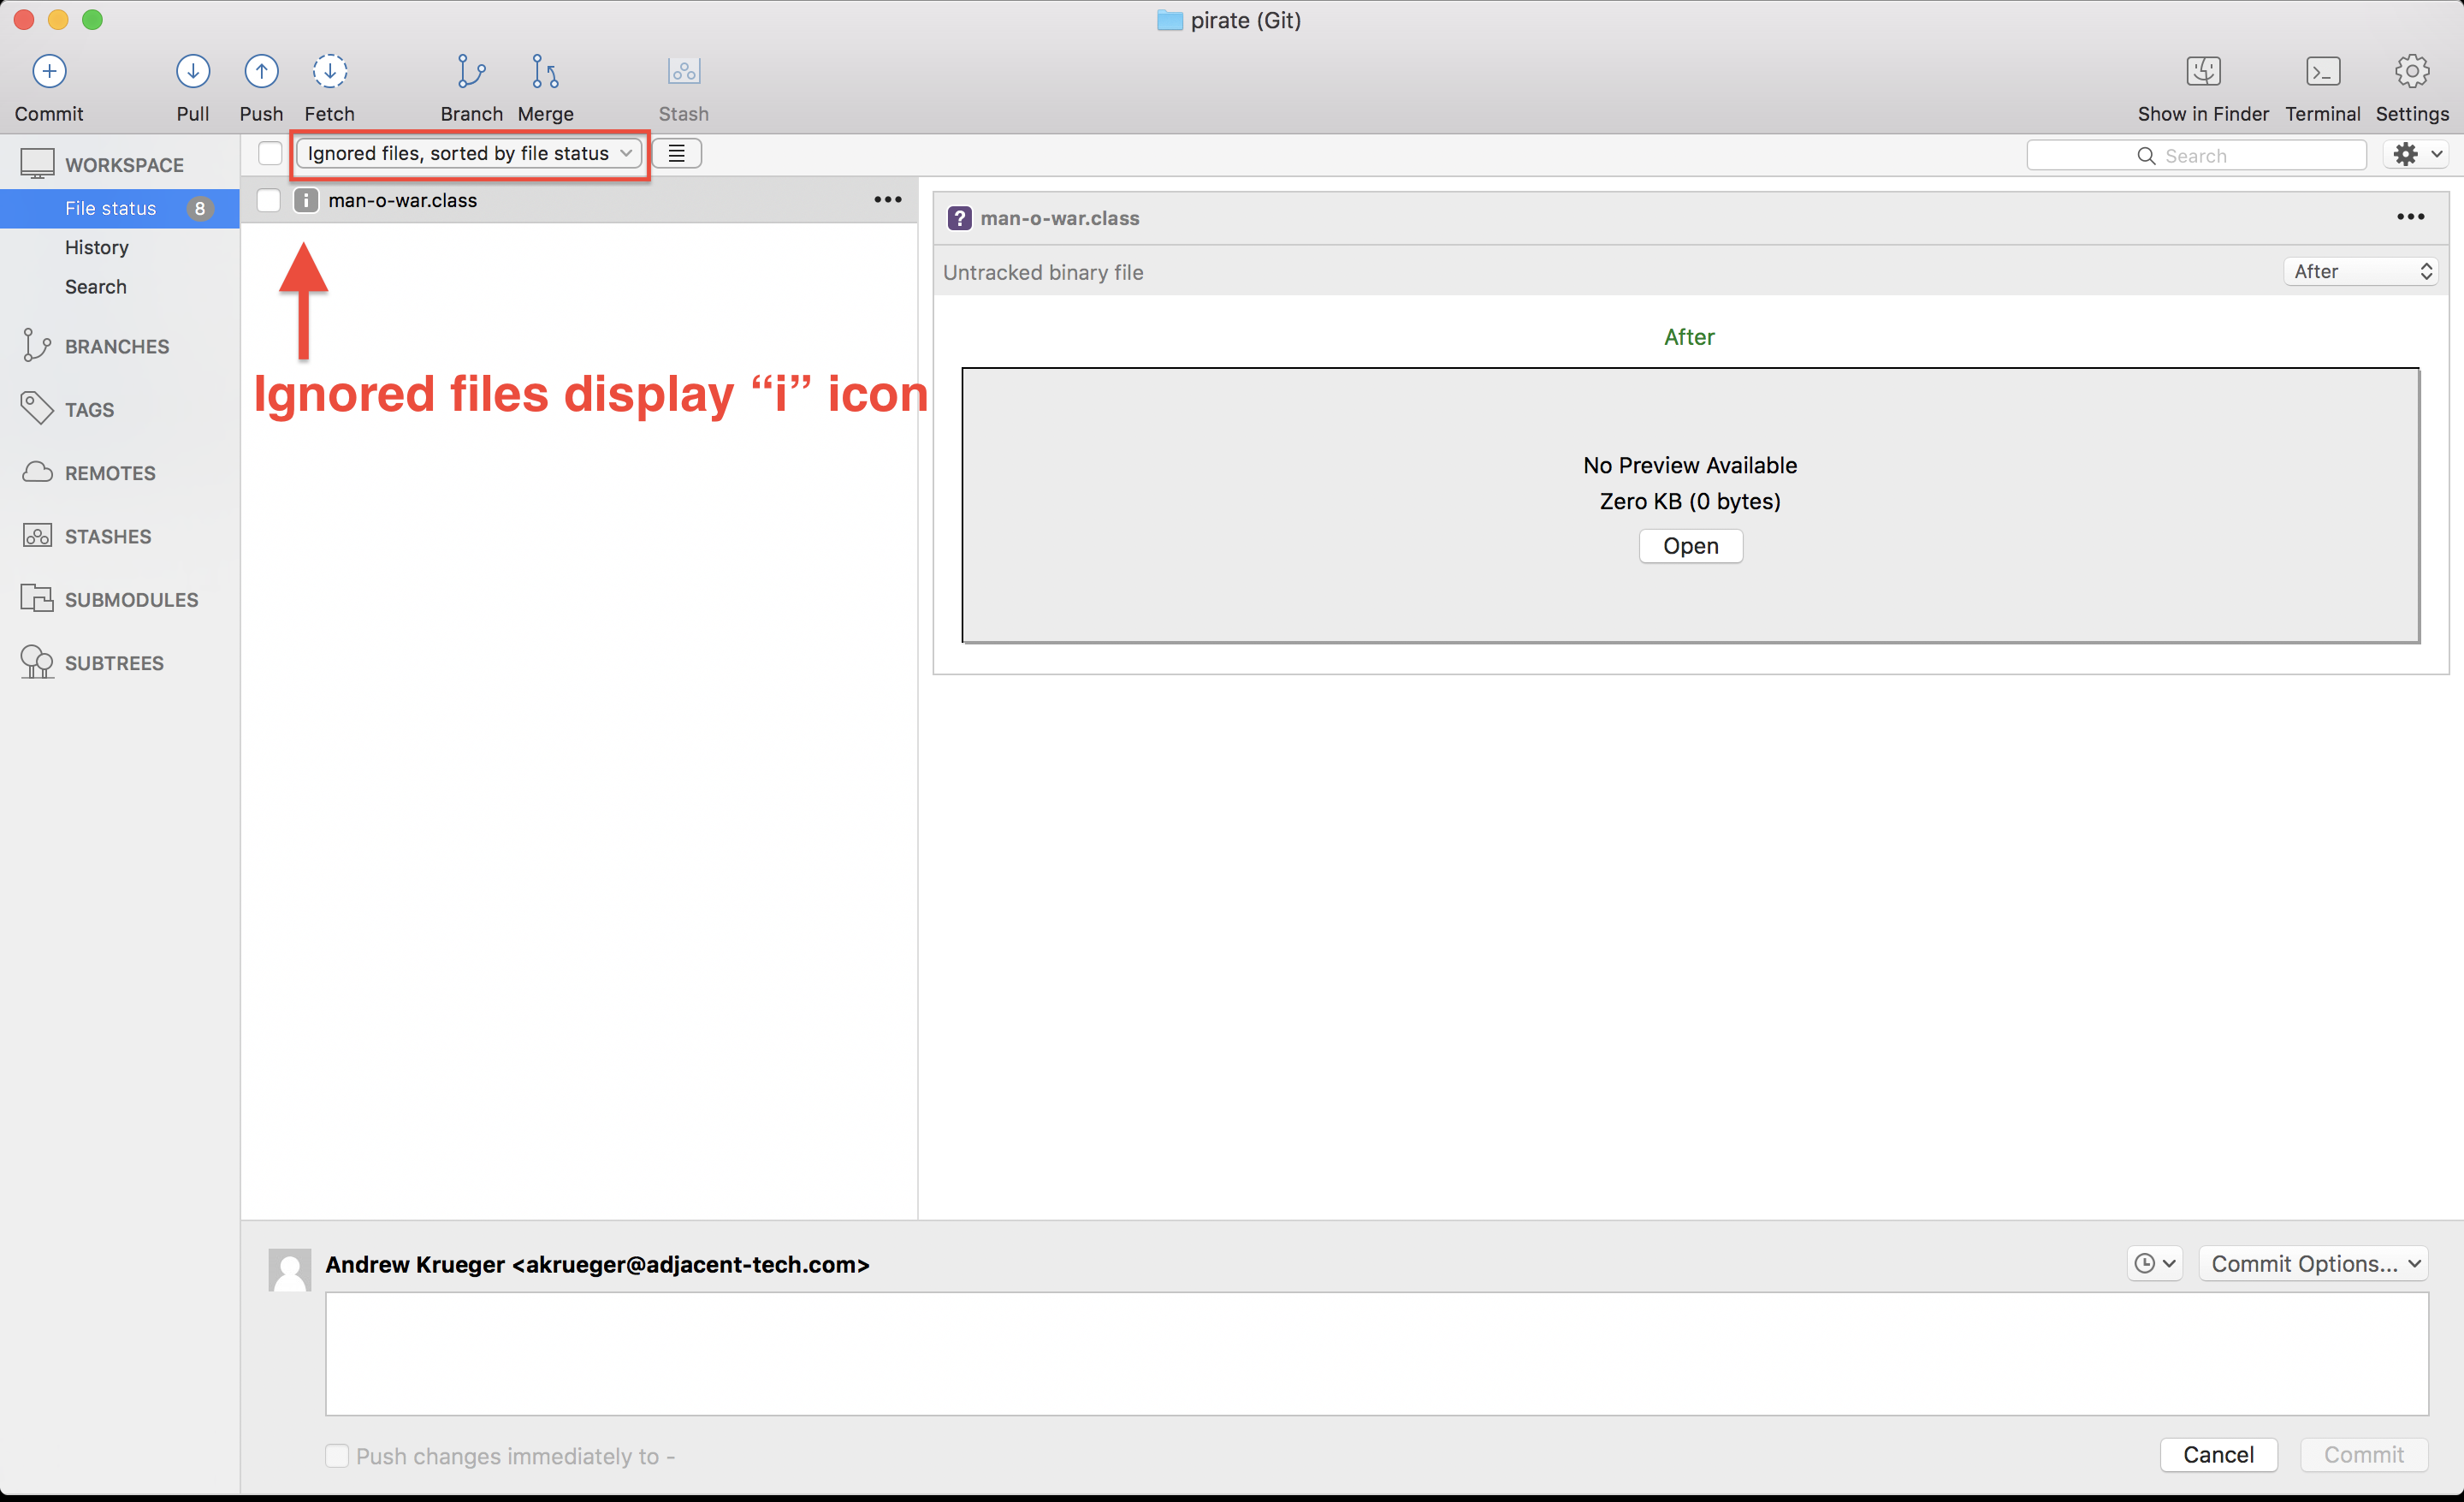 pirate (Git)
Commit
Pull
Push
Fetch
Branch
Merge
Stash
Show in Finder
Terminal
Settings
WORKSPACE
File status 8
History
Search
BRANCHES
TAGS
REMOTES
STASHES
SUBMODULES
SUBTREES
Ignored files, sorted by file status
Search
i man-o-war.class
Ignored files display “i” icon
? man-o-war.class
Untracked binary file
After
After
No Preview Available
Zero KB (0 bytes)
Open
Andrew Krueger <akrueger@adjacent-tech.com>
Commit Options...
Push changes immediately to -
Cancel
Commit